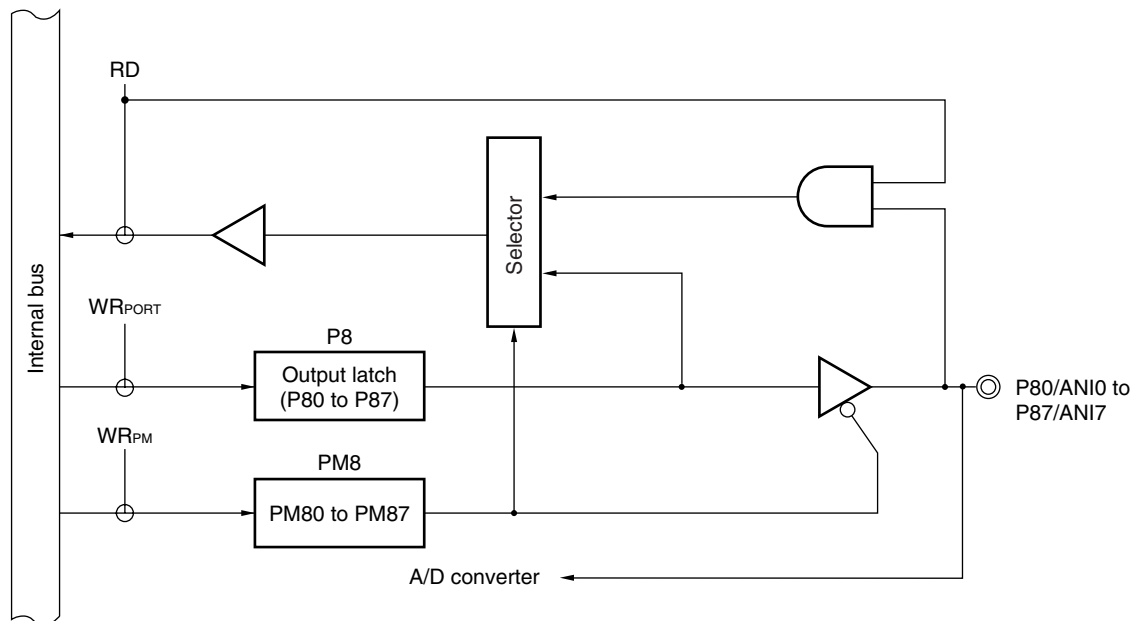 RD
Selector
Internal bus
WRPORT
P8
Output latch
(P80 to P87)
P80/ANI0 to
P87/ANI7
WRPM
PM8
PM80 to PM87
A/D converter